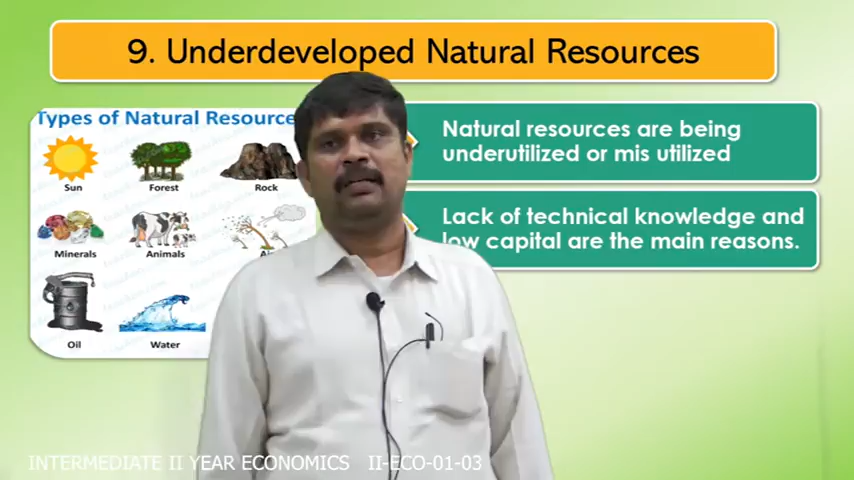 9. Underdeveloped Natural Resources
Types of Natural
Sun
Forest
Rock
Minerals
Animals
Oil
Water
Natural resources are being
underutilized or mis utilized
Lack of technical knowledge and
low capital are the main reasons.
INTERMEDIATE II YEAR ECONOMICS II-ECO-01-03